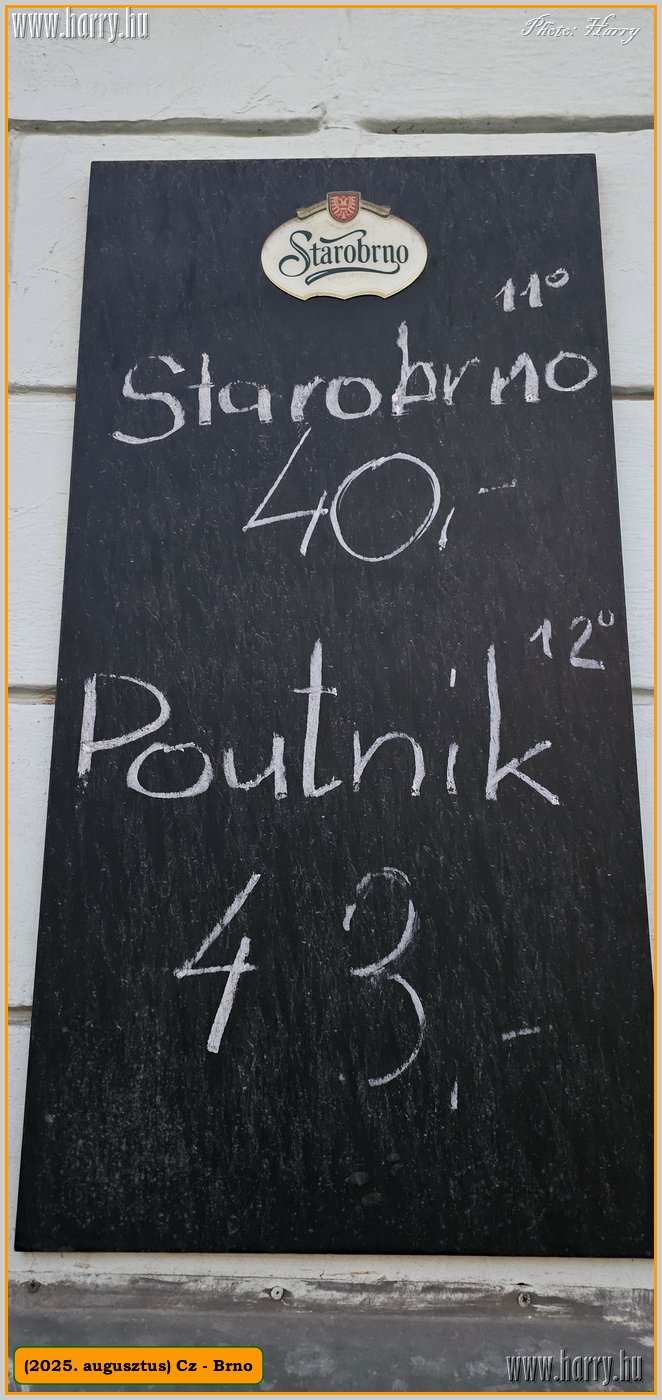 www.harry.hu
Photo: Harry
Starobrno
11°
Starobrno
40,-
12°
Poutnik
43,-
(2025. augusztus) Cz - Brno
www.harry.hu